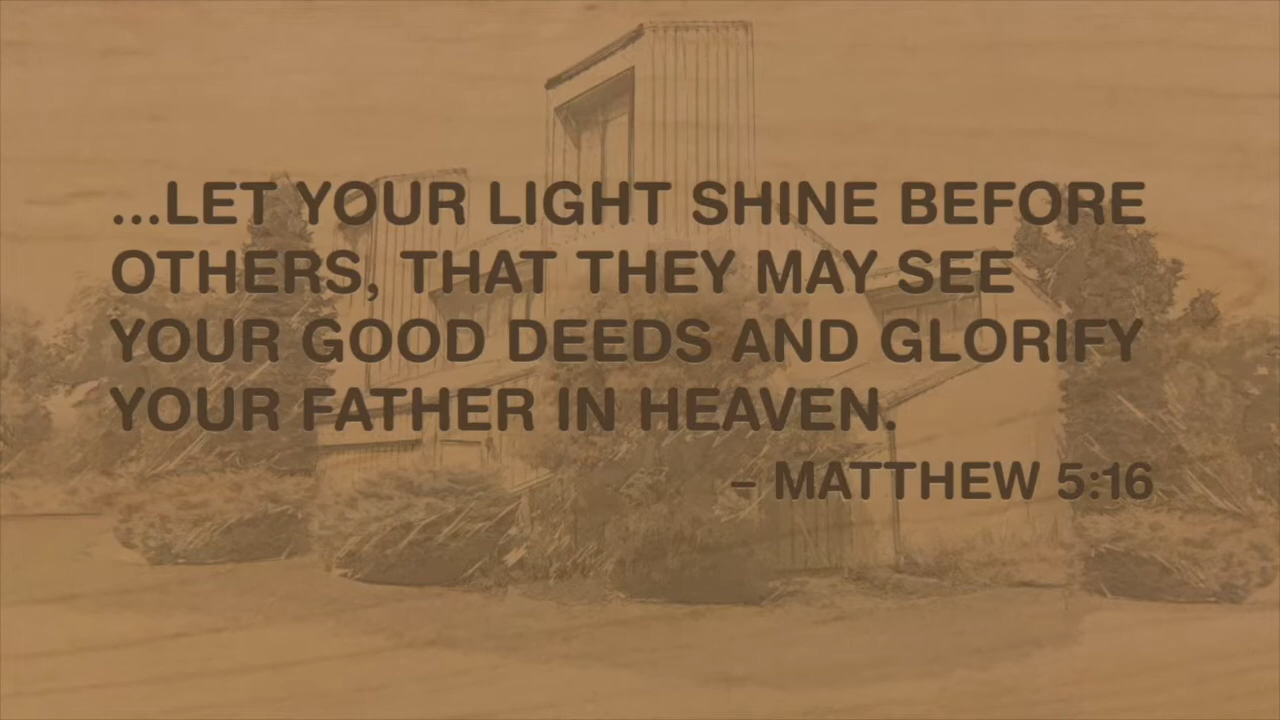 ...LET YOUR LIGHT SHINE BEFORE
OTHERS, THAT THEY MAY SEE
YOUR GOOD DEEDS AND GLORIFY
YOUR FATHER IN HEAVEN.
– MATTHEW 5:16